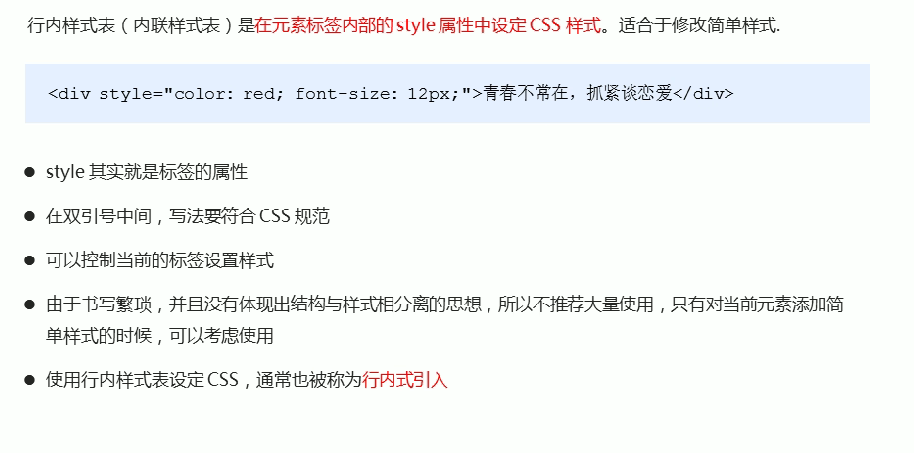 行内样式表（内联样式表）是在元素标签内部的 style 属性中设定 CSS 样式。适合于修改简单样式.
<div style="color: red; font-size: 12px;">青春不常在，抓紧谈恋爱</div>
● style 其实就是标签的属性
● 在双引号中间，写法要符合 CSS 规范
● 可以控制当前的标签设置样式
● 由于书写繁琐，并且没有体现出结构与样式相分离的思想，所以不推荐大量使用，只有对当前元素添加简
单样式的时候，可以考虑使用
● 使用行内样式表设定 CSS，通常也被称为行内式引入